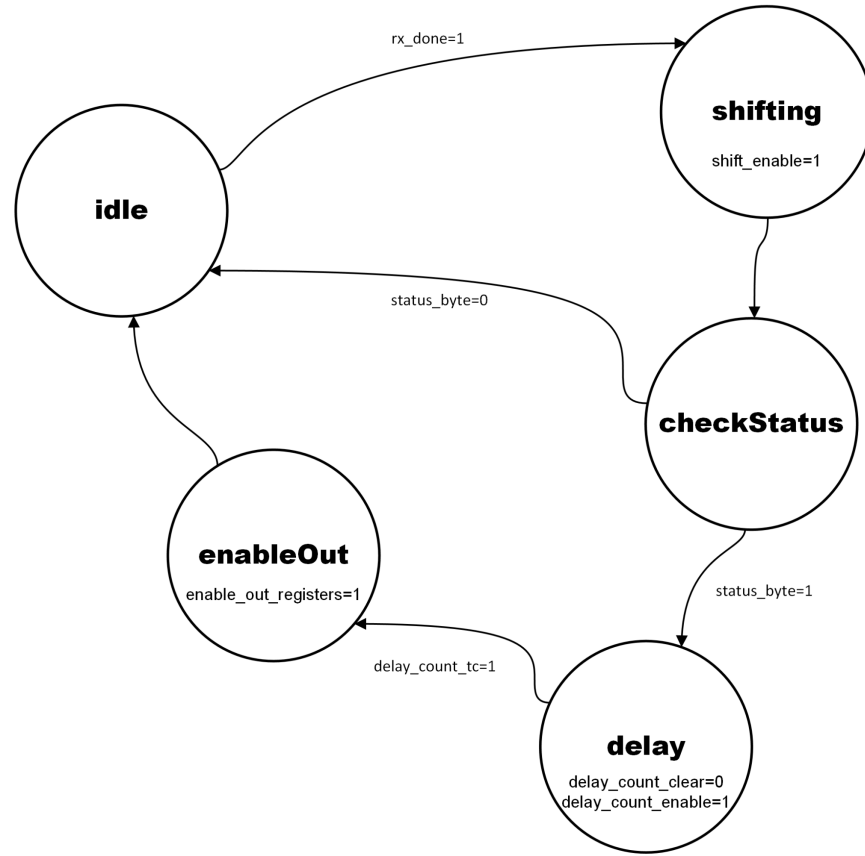 rx_done=1
shifting
shift_enable=1
idle
status_byte=0
checkStatus
enableOut
enable_out_registers=1
status_byte=1
delay_count_tc=1
delay
delay_count_clear=0
delay_count_enable=1